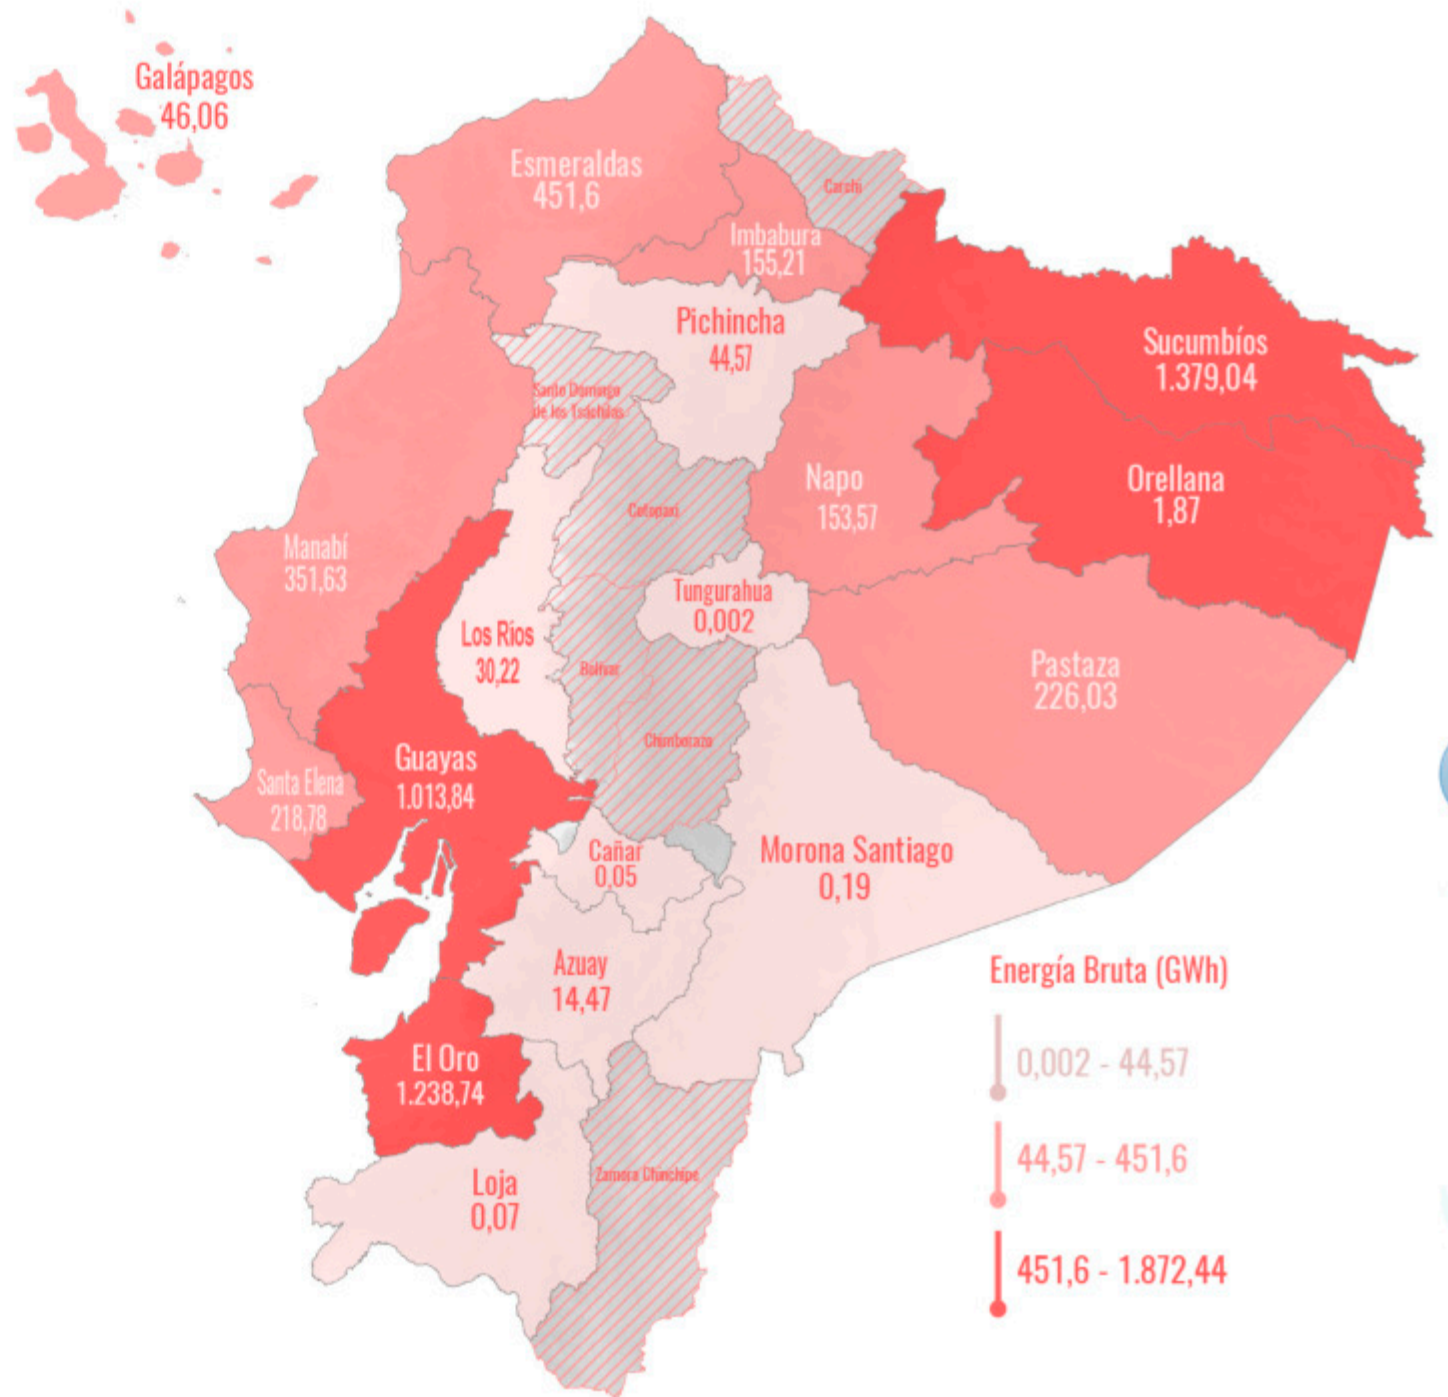 Galápagos
46,06
Esmeraldas
451,6
Carchi
Imbabura
155,21
Pichincha
44,57
Sucumbíos
1.379,04
Santo Domingo
de los Tsáchilas
Orellana
1,87
Napo
153,57
Cotopaxi
Manabí
351,63
Tungurahua
0,002
Los Ríos
30,22
Bolívar
Pastaza
226,03
Chimborazo
Guayas
1.013,84
Santa Elena
218,78
Cañar
0,05
Morona Santiago
0,19
Azuay
14,47
El Oro
1.238,74
Loja
0,07
Zamora Chinchipe
Energía Bruta (GWh)
0,002 - 44,57
44,57 - 451,6
451,6 - 1.872,44